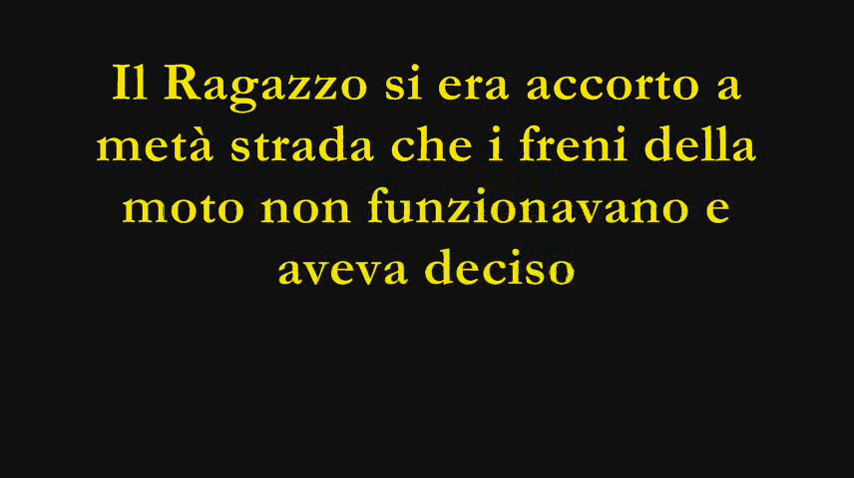 Il Ragazzo si era accorto a
metà strada che i freni della
moto non funzionavano e
aveva deciso